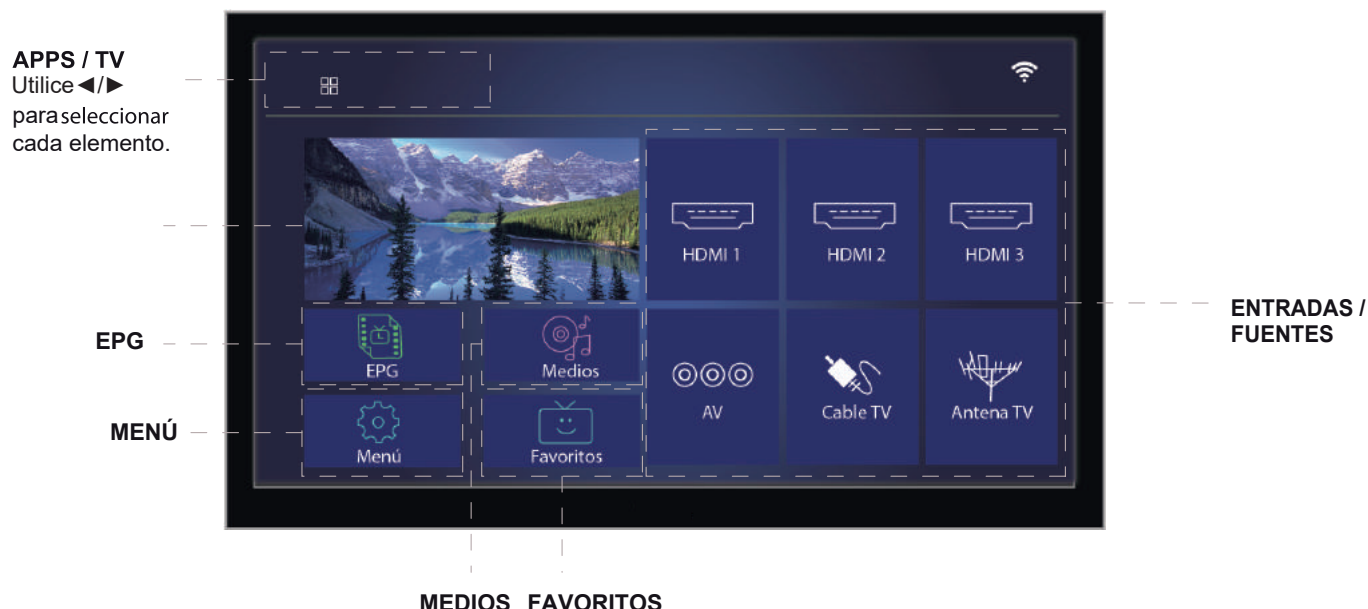 APPS / TV
Utilice ◄/►
para seleccionar
cada elemento.
HDMI 1
HDMI 2
HDMI 3
ENTRADAS /
FUENTES
EPG
EPG
Medios
AV
Cable TV
Antena TV
MENÚ
Menú
Favoritos
MEDIOS
FAVORITOS